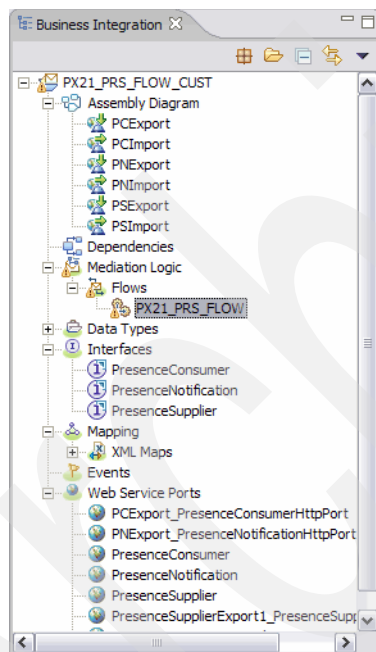 Business Integration
PX21_PRS_FLOW_CUST
Assembly Diagram
PCExport
PCImport
PNExport
PNImport
PSExport
PSImport
Dependencies
Mediation Logic
Flows
PX21_PRS_FLOW
Data Types
Interfaces
PresenceConsumer
PresenceNotification
PresenceSupplier
Mapping
XML Maps
Events
Web Service Ports
PCExport_PresenceConsumerHttpPort
PNExport_PresenceNotificationHttpPort
PresenceConsumer
PresenceNotification
PresenceSupplier
PresenceSupplierExport1_PresenceSupp